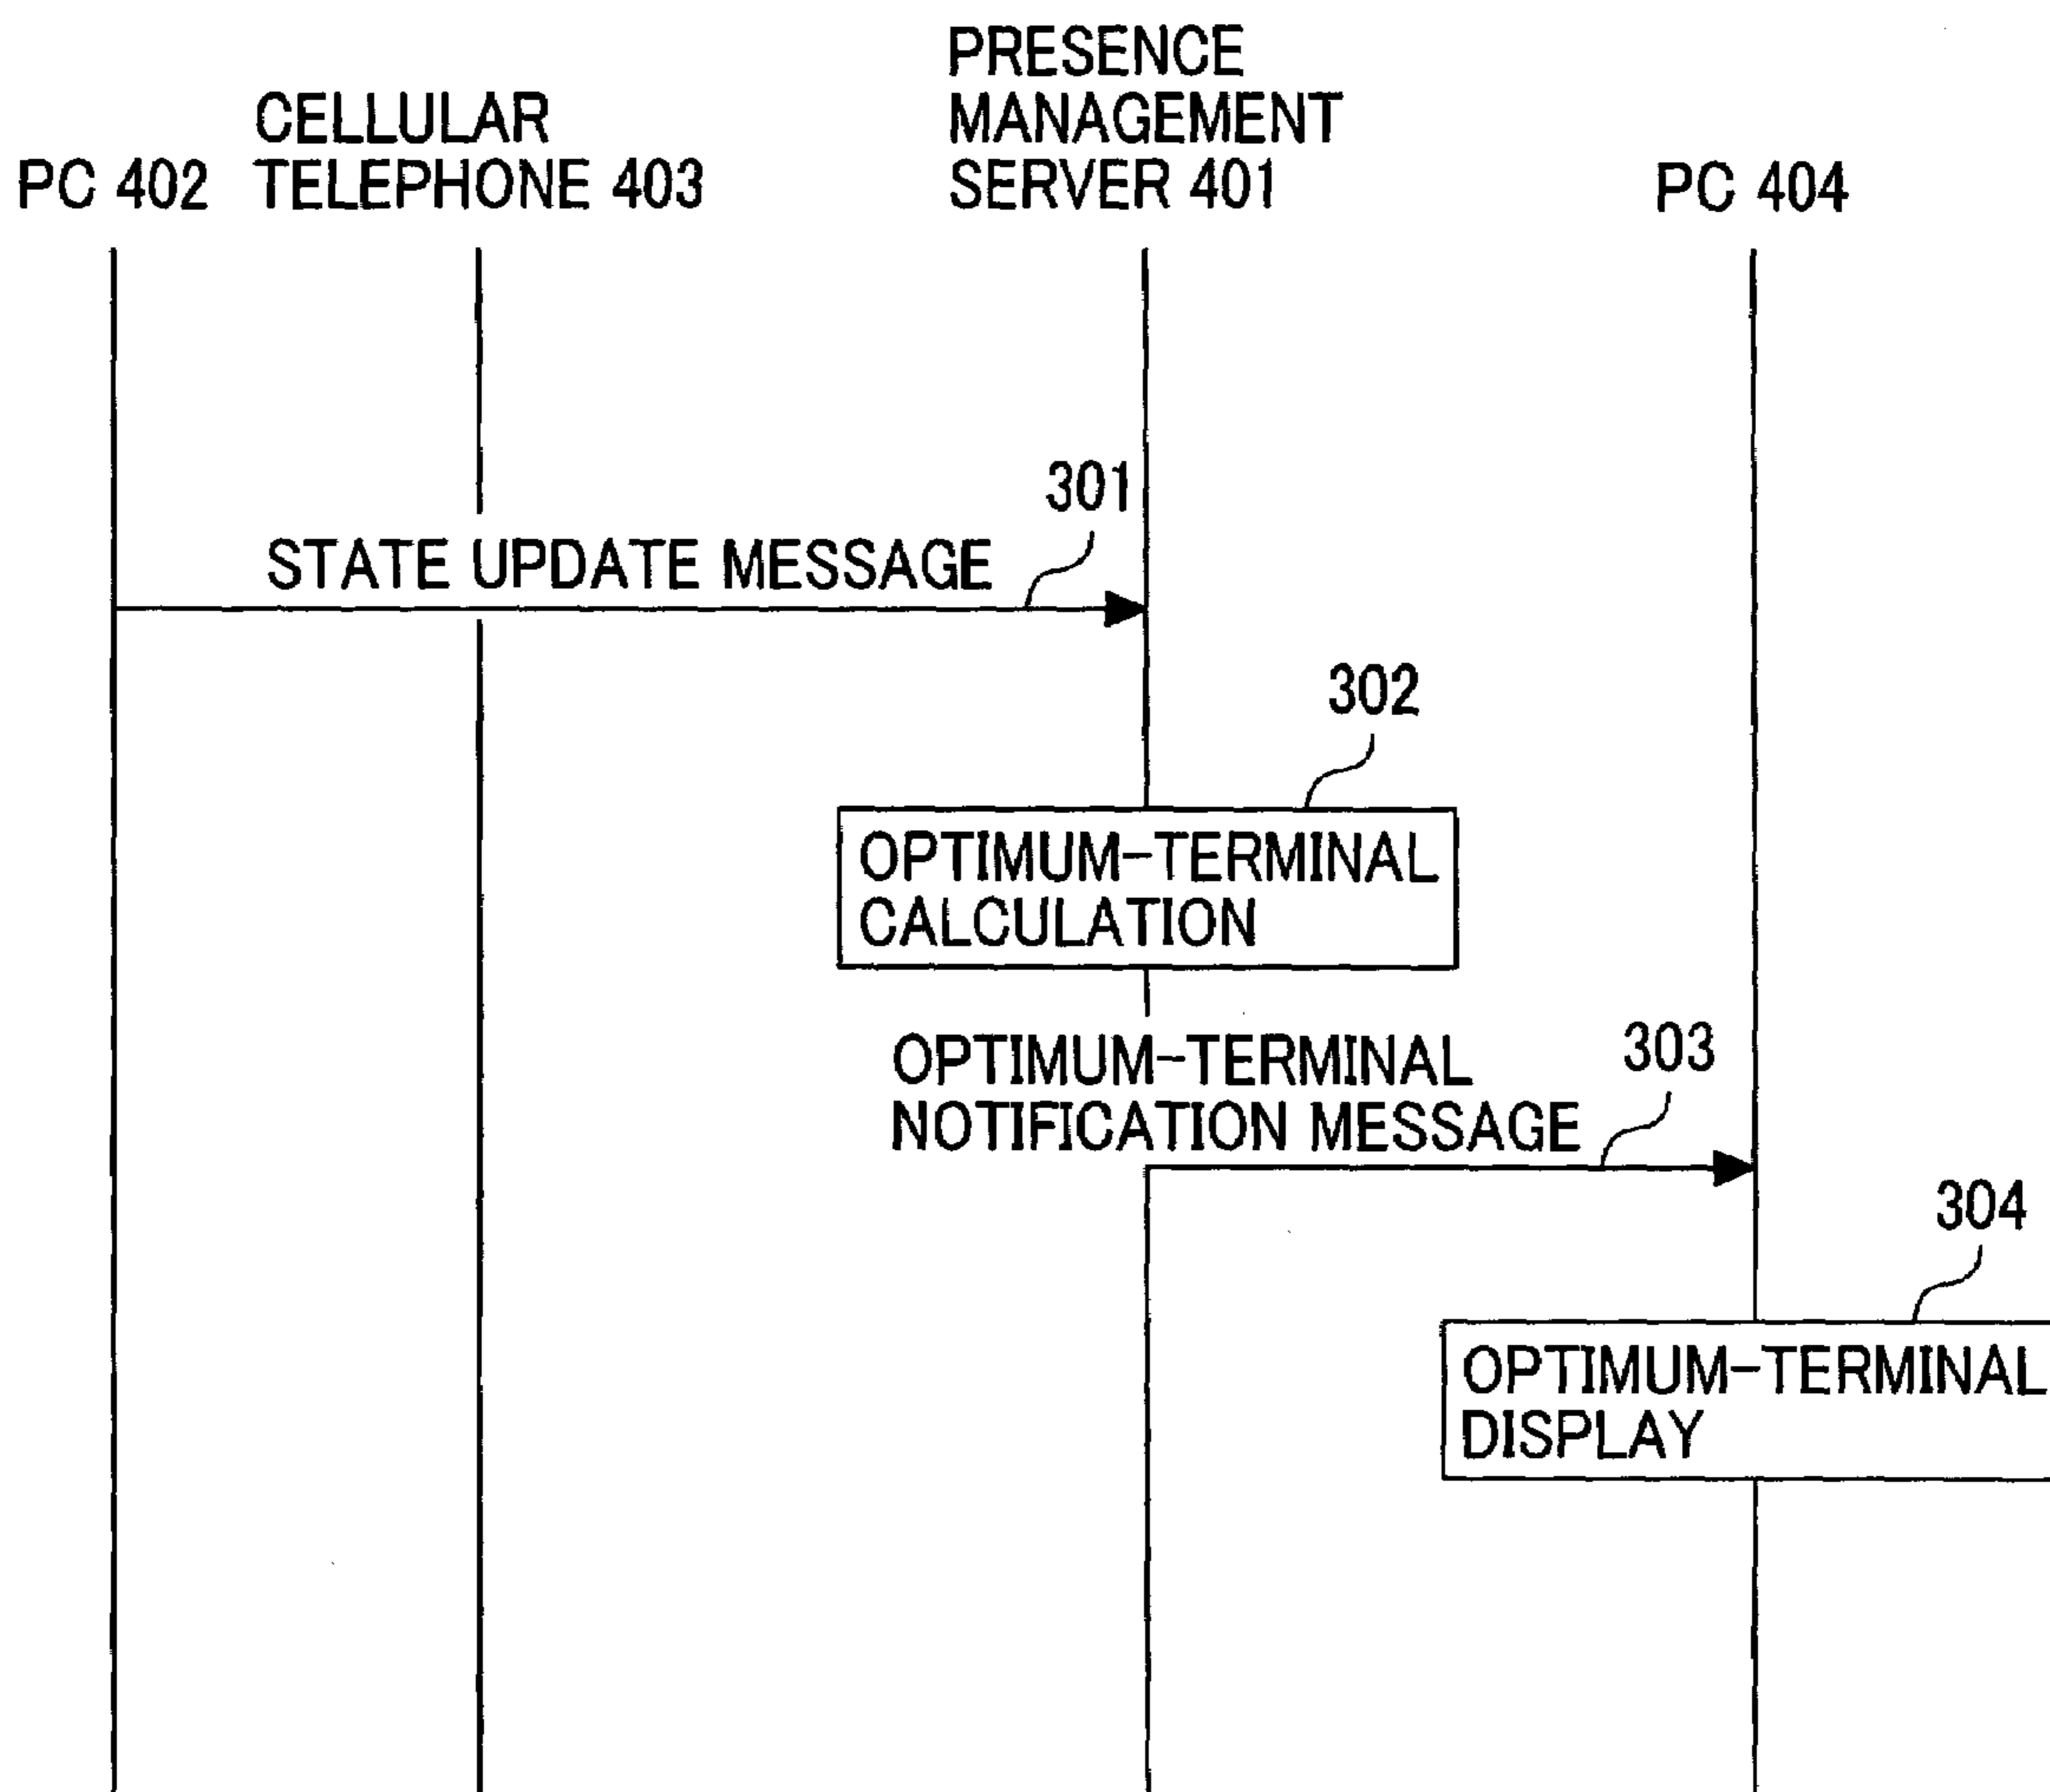 PRESENCE
MANAGEMENT
SERVER 401
CELLULAR
TELEPHONE 403
PC 402
PC 404
301
STATE UPDATE MESSAGE
302
OPTIMUM-TERMINAL
CALCULATION
303
OPTIMUM-TERMINAL
NOTIFICATION MESSAGE
304
OPTIMUM-TERMINAL
DISPLAY